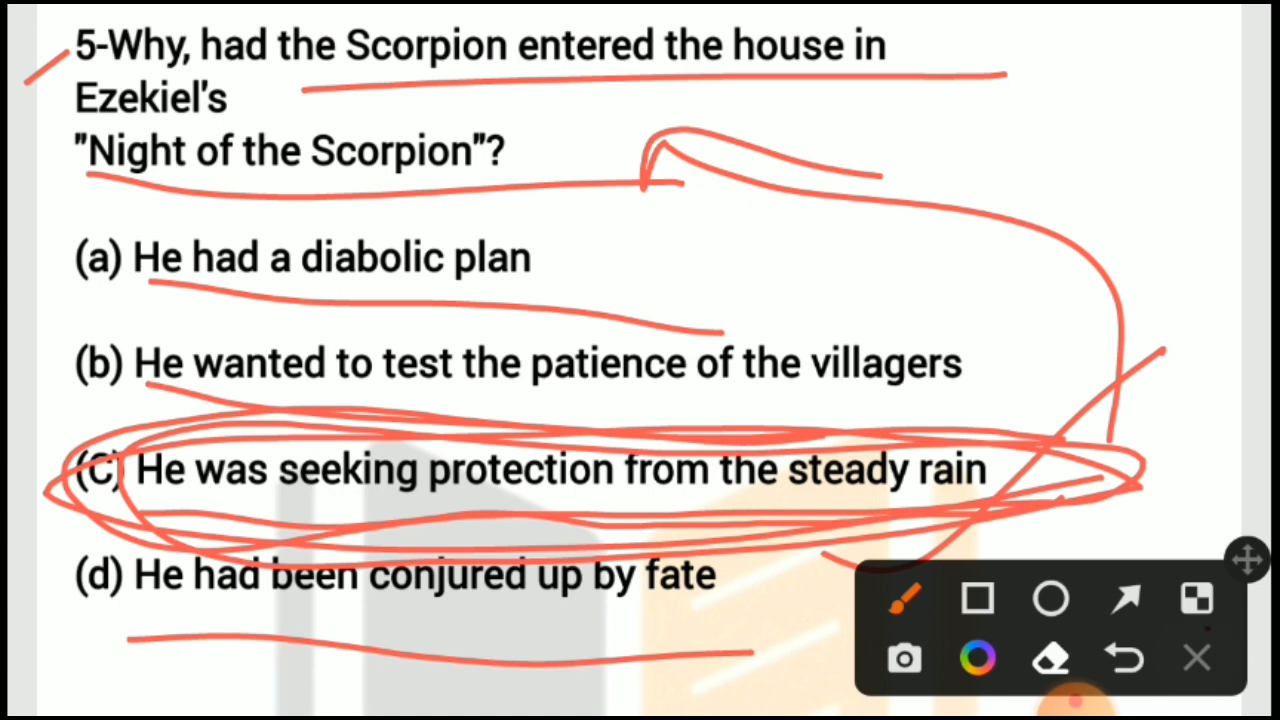 5-Why, had the Scorpion entered the house in
Ezekiel's
"Night of the Scorpion"?
(a) He had a diabolic plan
(b) He wanted to test the patience of the villagers
(C) He was seeking protection from the steady rain
(d) He had been conjured up by fate